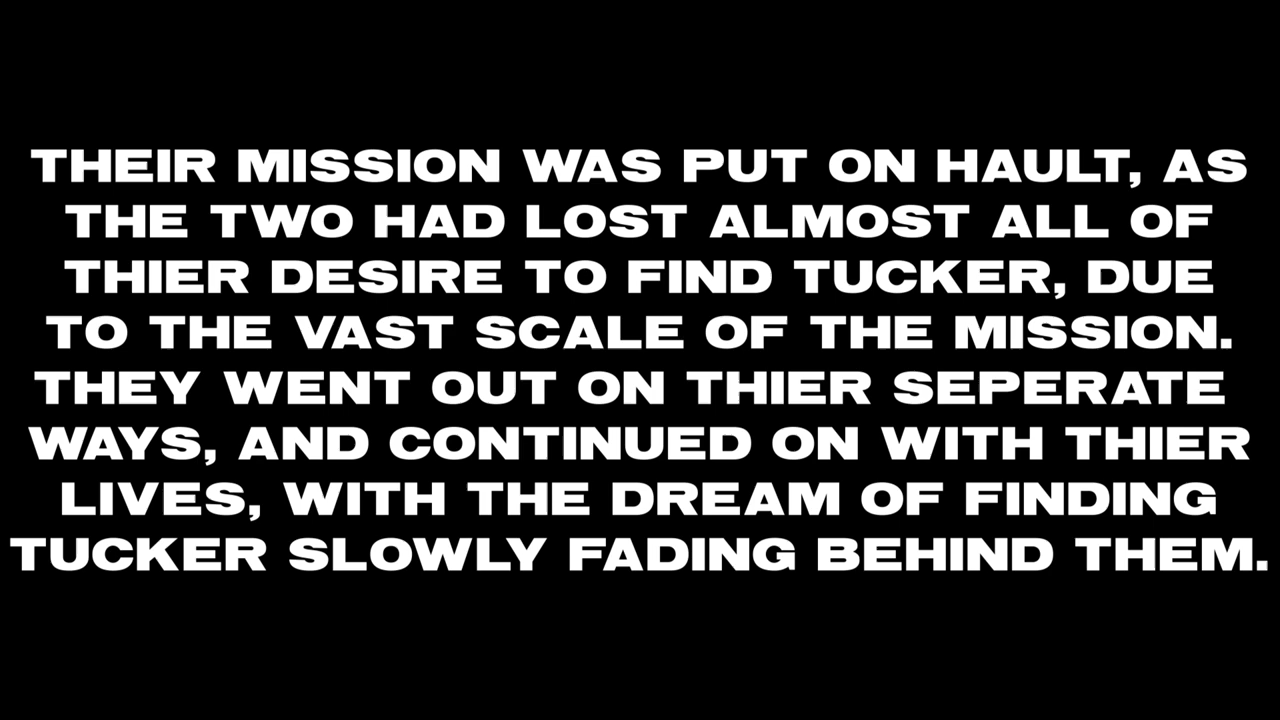 THEIR MISSION WAS PUT ON HAULT, AS
THE TWO HAD LOST ALMOST ALL OF
THIER DESIRE TO FIND TUCKER, DUE
TO THE VAST SCALE OF THE MISSION.
THEY WENT OUT ON THIER SEPERATE
WAYS, AND CONTINUED ON WITH THIER
LIVES, WITH THE DREAM OF FINDING
TUCKER SLOWLY FADING BEHIND THEM.